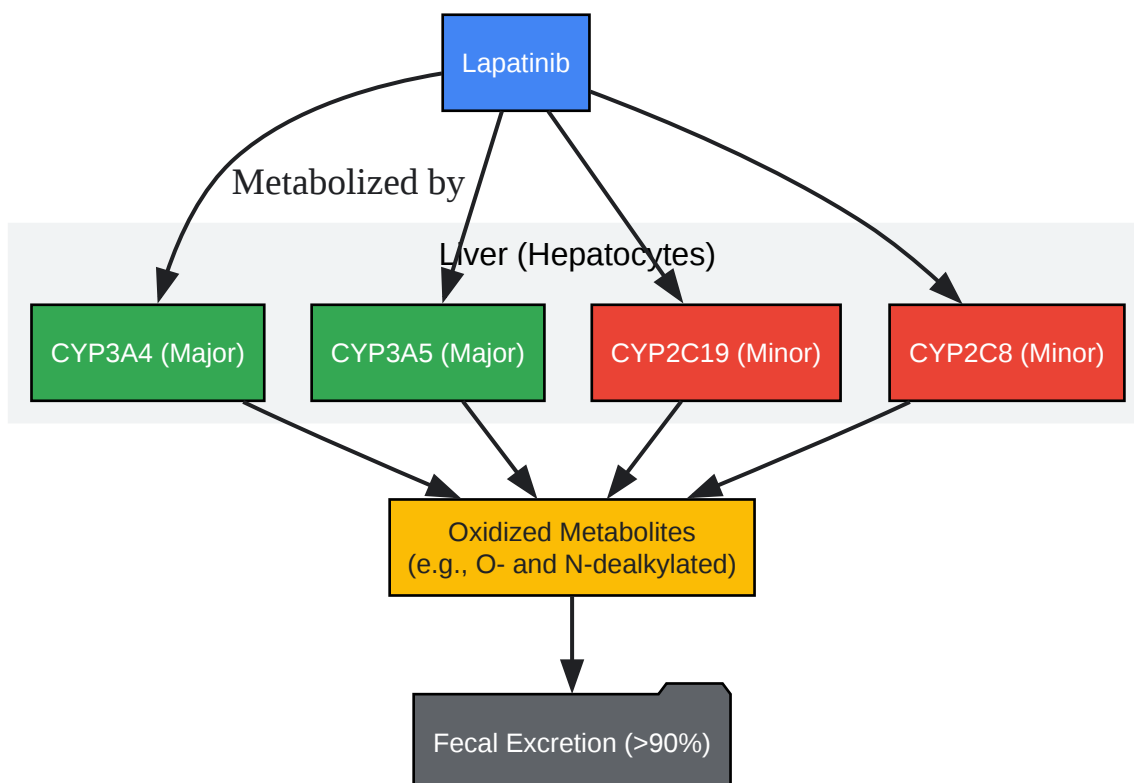 Lapatinib
Metabolized by
Liver (Hepatocytes)
CYP3A4 (Major)
CYP3A5 (Major)
CYP2C19 (Minor)
CYP2C8 (Minor)
Oxidized Metabolites
(e.g., O- and N-dealkylated)
Fecal Excretion (>90%)